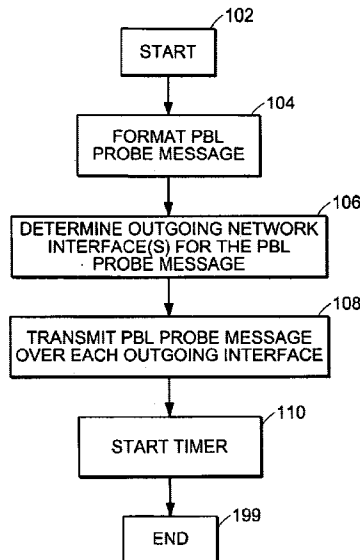 102
START
104
FORMAT PBL
PROBE MESSAGE
106
DETERMINE OUTGOING NETWORK
INTERFACE(S) FOR THE PBL
PROBE MESSAGE
108
TRANSMIT PBL PROBE MESSAGE
OVER EACH OUTGOING INTERFACE
110
START TIMER
199
END